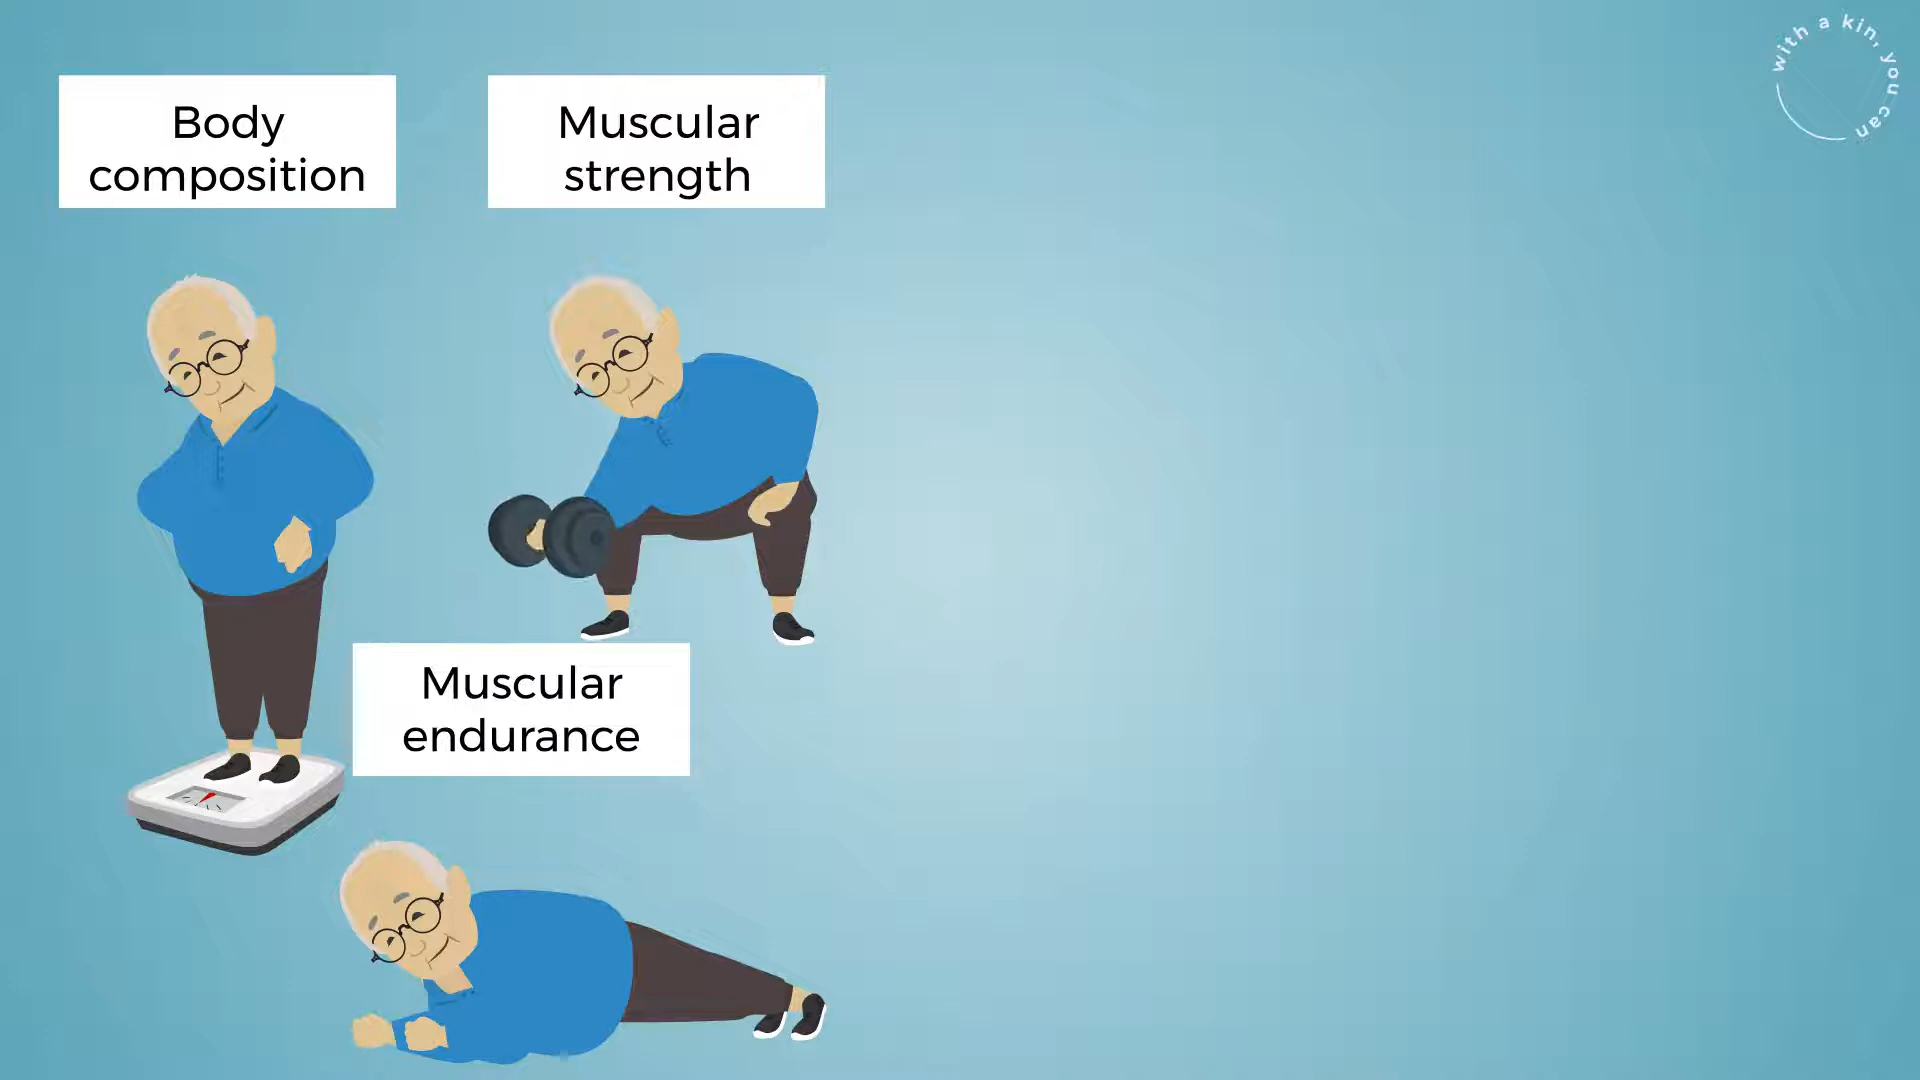 Body
composition
Muscular
strength
Muscular
endurance
with a kin, you can